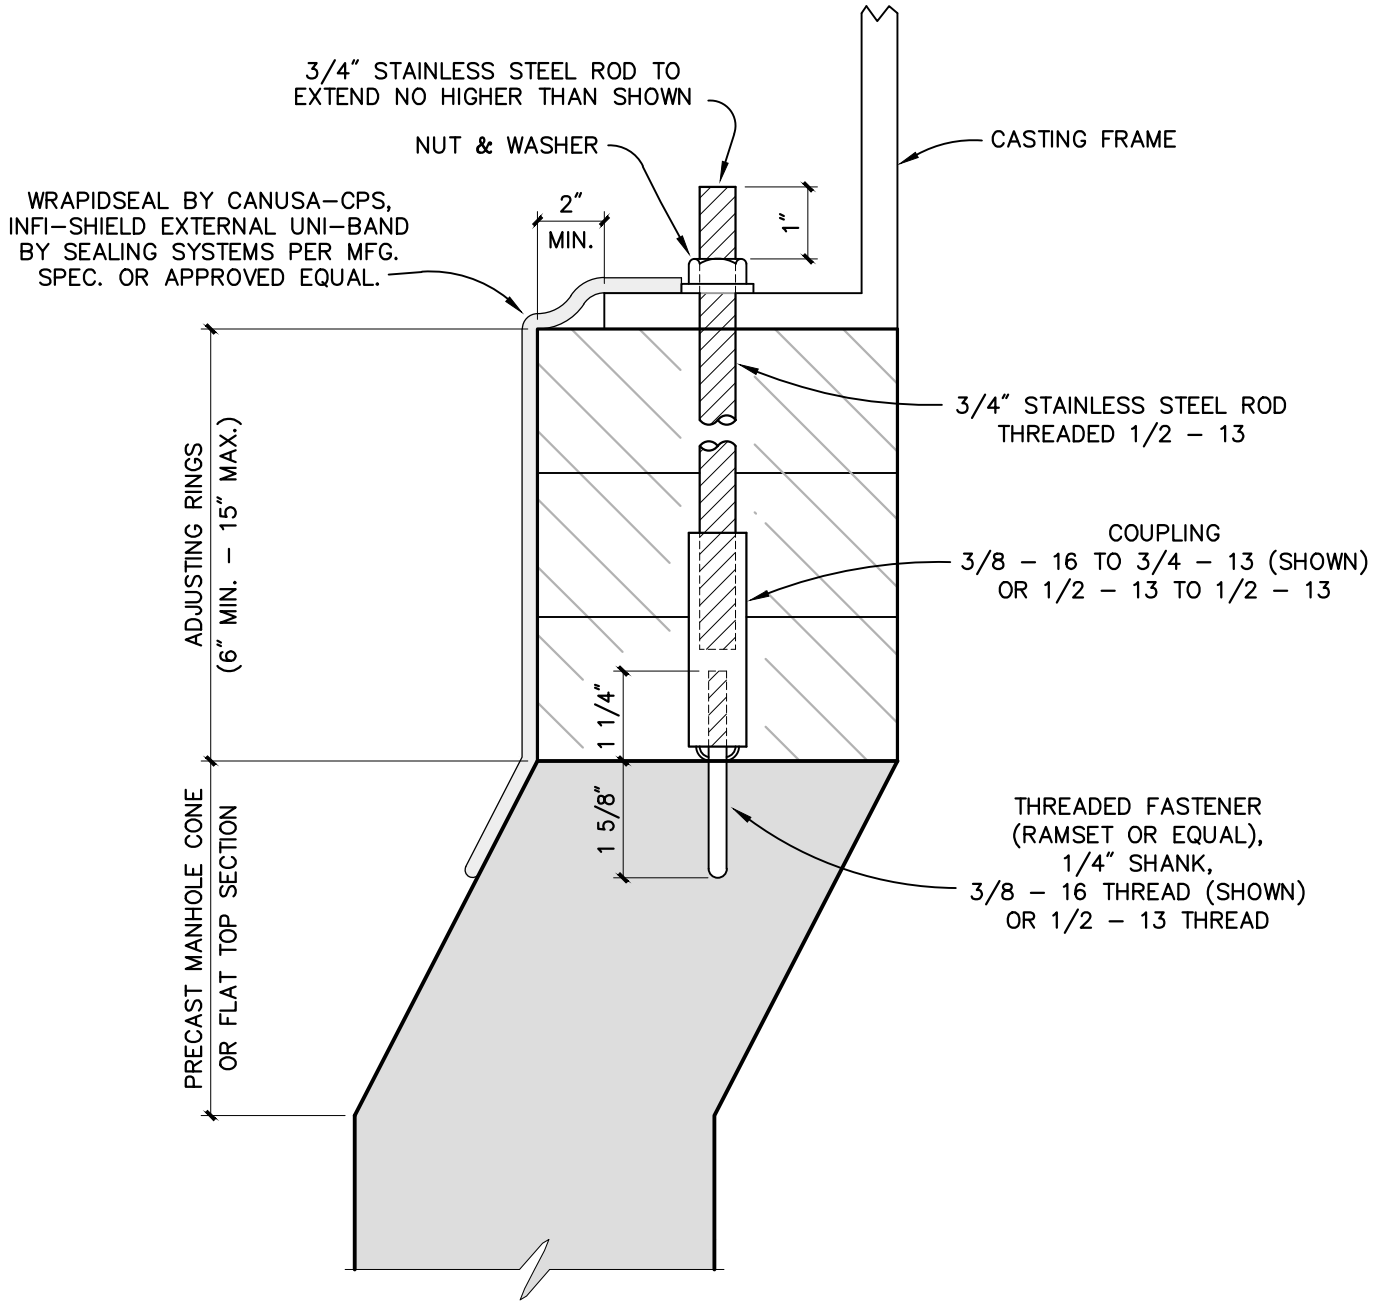 3/4" STAINLESS STEEL ROD TO
EXTEND NO HIGHER THAN SHOWN
NUT & WASHER
CASTING FRAME
WRAPIDSEAL BY CANUSA-CPS,
INFI-SHIELD EXTERNAL UNI-BAND
BY SEALING SYSTEMS PER MFG.
SPEC. OR APPROVED EQUAL.
2"
MIN.
1"
3/4" STAINLESS STEEL ROD
THREADED 1/2 - 13
ADJUSTING RINGS
(6" MIN. - 15" MAX.)
COUPLING
3/8 - 16 TO 3/4 - 13 (SHOWN)
OR 1/2 - 13 TO 1/2 - 13
1 1/4"
1 5/8"
THREADED FASTENER
(RAMSET OR EQUAL),
1/4" SHANK,
3/8 - 16 THREAD (SHOWN)
OR 1/2 - 13 THREAD
PRECAST MANHOLE CONE
OR FLAT TOP SECTION